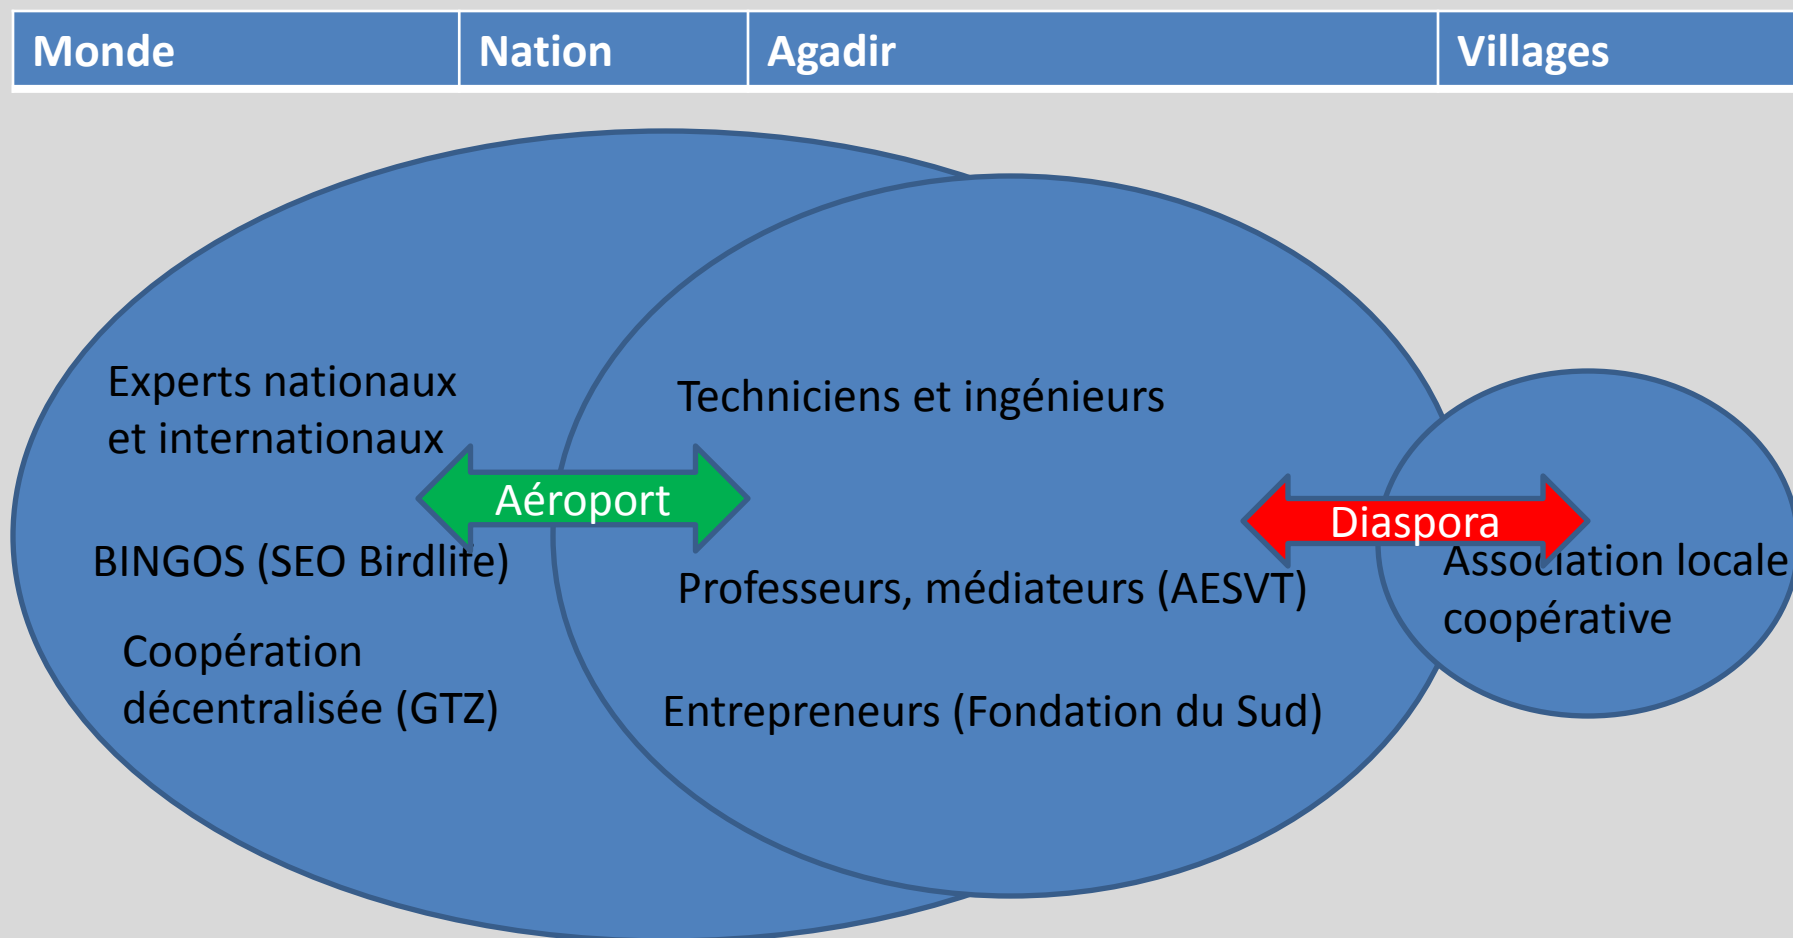 Monde
Nation
Agadir
Villages
Experts nationaux
et internationaux
Techniciens et ingénieurs
Aéroport
Diaspora
BINGOS (SEO Birdlife)
Professeurs, médiateurs (AESVT)
Association locale
coopérative
Coopération
décentralisée (GTZ)
Entrepreneurs (Fondation du Sud)